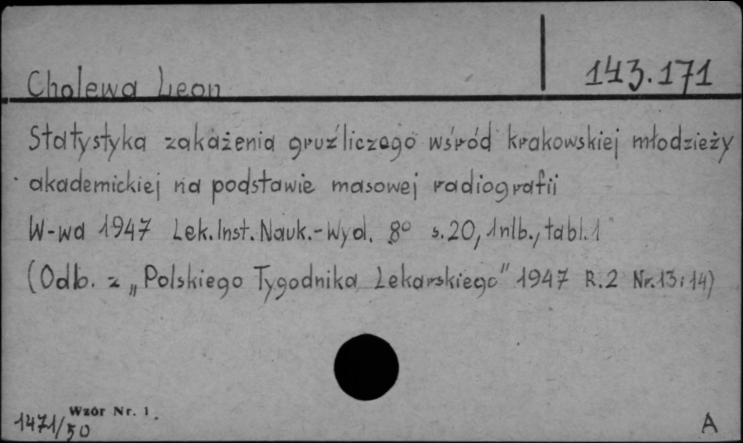 Cholewa Leon
143.171
Statystyka zakażenia gruźliczego wśród krakowskiej młodzieży
akademickiej na podstawie masowej radiografii
W-wa 1947 Lek.Inst.Nauk.-Wyd. 8° s.20, 1nlb., tabl.1
(Odb. z „Polskiego Tygodnika Lekarskiego" 1947 R.2 Nr.13i14)
Wzór Nr. 1.
1471/50
A